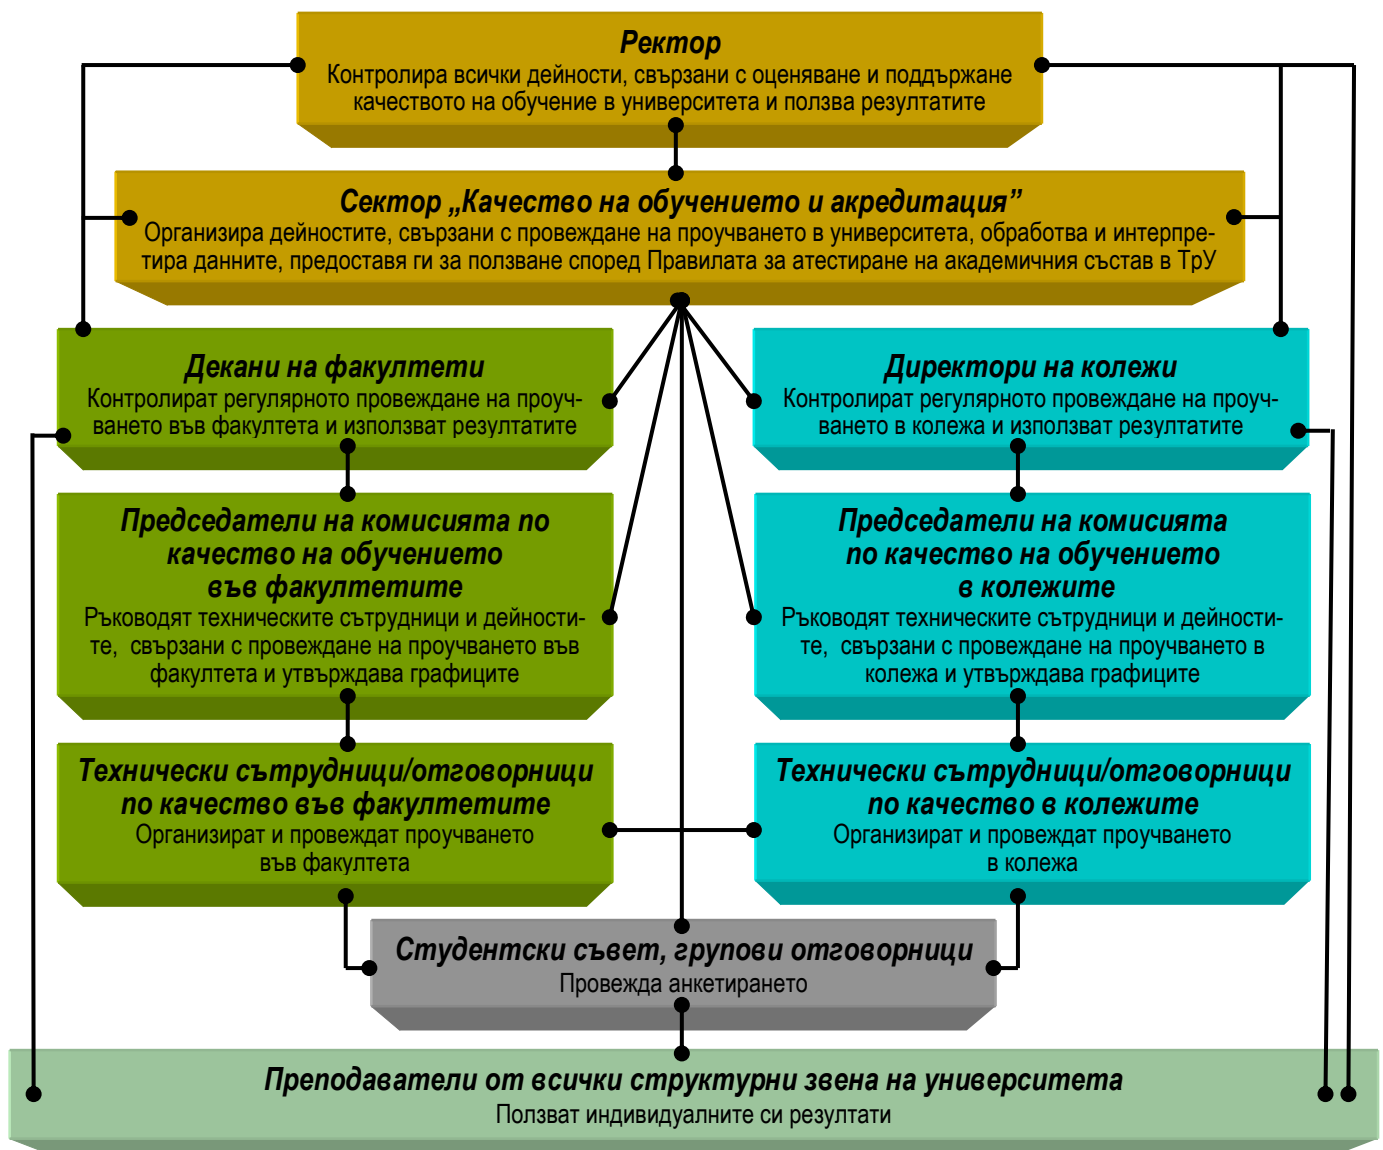 Ректор
Контролира всички дейности, свързани с оценяване и поддържане
качеството на обучение в университета и ползва резултатите
Сектор „Качество на обучението и акредитация”
Организира дейностите, свързани с провеждане на проучването в университета, обработва и интерпре-
тира данните, предоставя ги за ползване според Правилата за атестиране на академичния състав в ТрУ
Декани на факултети
Контролират регулярното провеждане на проуч-
ването във факултета и използват резултатите
Директори на колежи
Контролират регулярното провеждане на проуч-
ването в колежа и използват резултатите
Председатели на комисията по
качество на обучението
във факултетите
Ръководят техническите сътрудници и дейности-
те, свързани с провеждане на проучването във
факултета и утвърждава графиците
Председатели на комисията
по качество на обучението
в колежите
Ръководят техническите сътрудници и дейности-
те, свързани с провеждане на проучването в
колежа и утвърждава графиците
Технически сътрудници/отговорници
по качество във факултетите
Организират и провеждат проучването
във факултета
Технически сътрудници/отговорници
по качество в колежите
Организират и провеждат проучването
в колежа
Студентски съвет, групови отговорници
Провежда анкетирането
Преподаватели от всички структурни звена на университета
Ползват индивидуалните си резултати